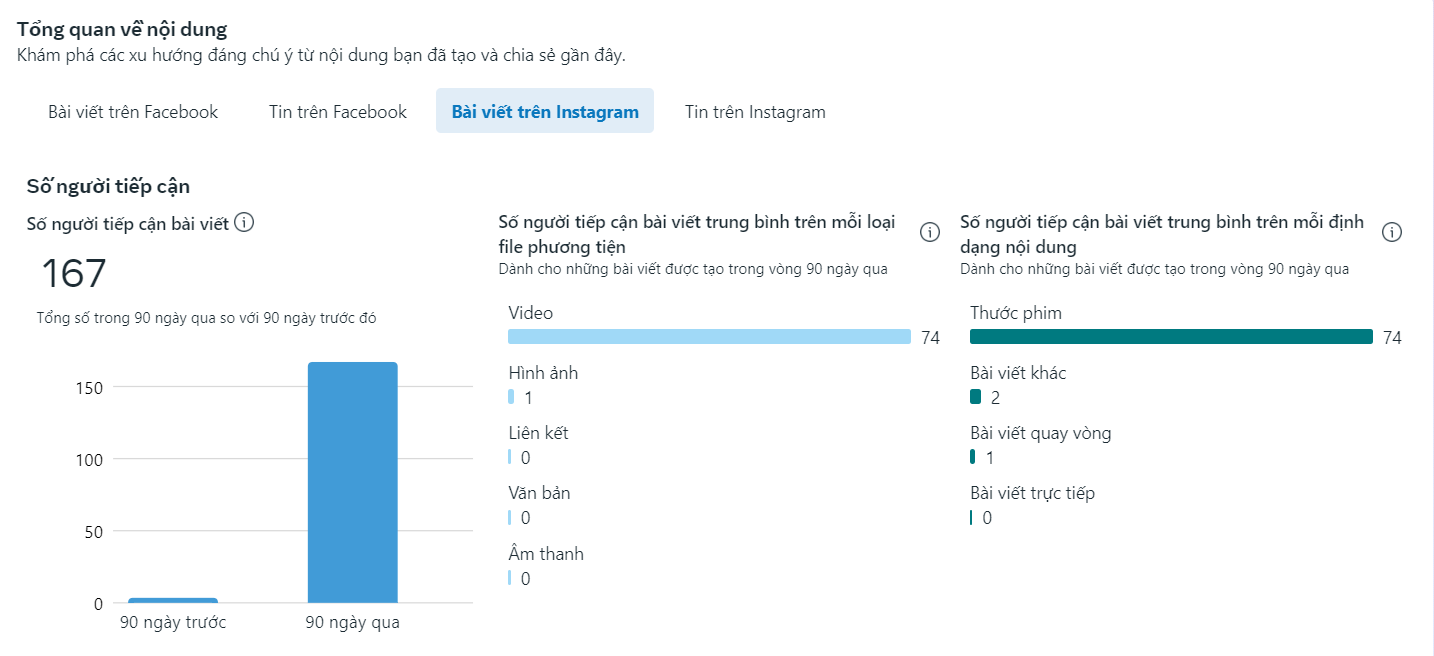 Tổng quan về nội dung
Khám phá các xu hướng đáng chú ý từ nội dung bạn đã tạo và chia sẻ gần đây.
Bài viết trên Facebook
Tin trên Facebook
Bài viết trên Instagram
Tin trên Instagram
Số người tiếp cận
Số người tiếp cận bài viết
167
Tổng số trong 90 ngày qua so với 90 ngày trước đó
150
100
50
0
90 ngày trước
90 ngày qua
Số người tiếp cận bài viết trung bình trên mỗi loại
file phương tiện
Dành cho những bài viết được tạo trong vòng 90 ngày qua
Video
74
Hình ảnh
1
Liên kết
0
Văn bản
0
Âm thanh
0
Số người tiếp cận bài viết trung bình trên mỗi định
dạng nội dung
Dành cho những bài viết được tạo trong vòng 90 ngày qua
Thước phim
74
Bài viết khác
2
Bài viết quay vòng
1
Bài viết trực tiếp
0